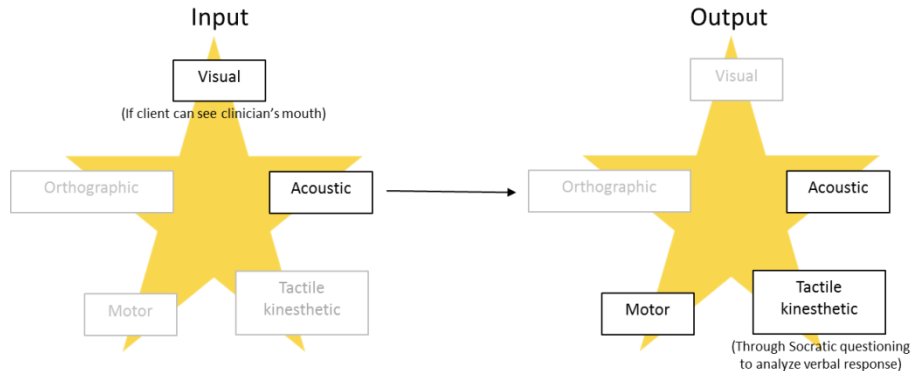 Input
Visual
(If client can see clinician's mouth)
Orthographic
Acoustic
Motor
Tactile
kinesthetic
Output
Visual
Orthographic
Acoustic
Motor
Tactile
kinesthetic
(Through Socratic questioning
to analyze verbal response)